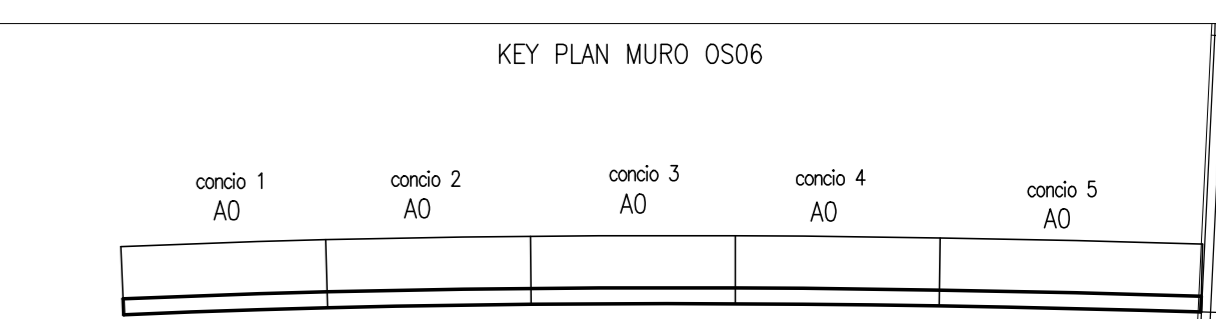 KEY PLAN MURO OS06
concio 1
A0
concio 2
A0
concio 3
A0
concio 4
A0
concio 5
A0